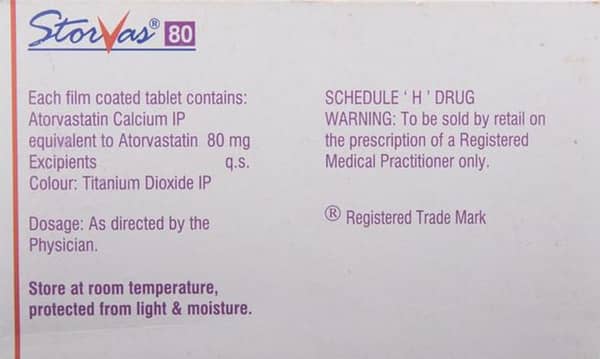 StorVas® 80
Each film coated tablet contains:
Atorvastatin Calcium IP
equivalent to Atorvastatin 80 mg
Excipients q.s.
Colour: Titanium Dioxide IP
Dosage: As directed by the
Physician.
Store at room temperature,
protected from light & moisture.
SCHEDULE ‘ H ’ DRUG
WARNING: To be sold by retail on
the prescription of a Registered
Medical Practitioner only.
® Registered Trade Mark